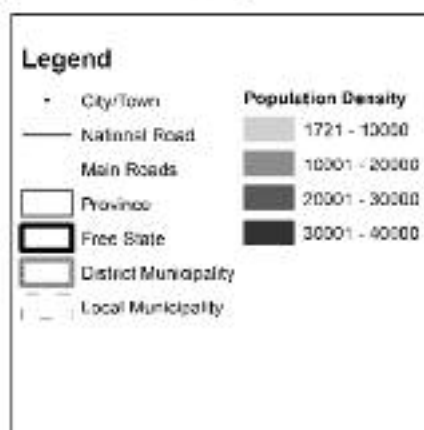 Legend
City/Town
National Road
Main Roads
Province
Free State
District Municipality
Local Municipality
Population Density
1721 - 10000
10001 - 20000
20001 - 30000
30001 - 40000